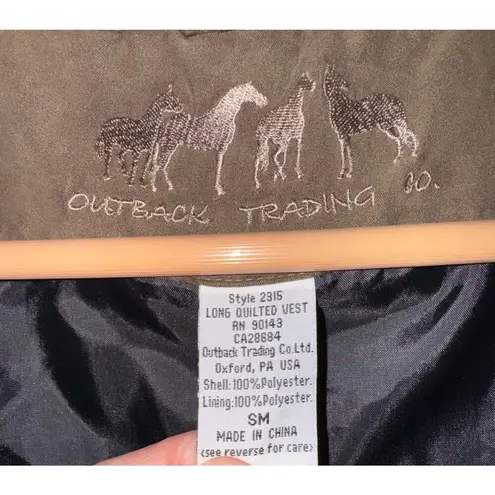 OUTBACK TRADING CO.
Style 2315
LONG QUILTED VEST
RN 90143
CA28684
Outback Trading Co.Ltd.
Oxford, PA USA
Shell:100%Polyester.
Lining:100%Polyester.
SM
MADE IN CHINA
(see reverse for care)